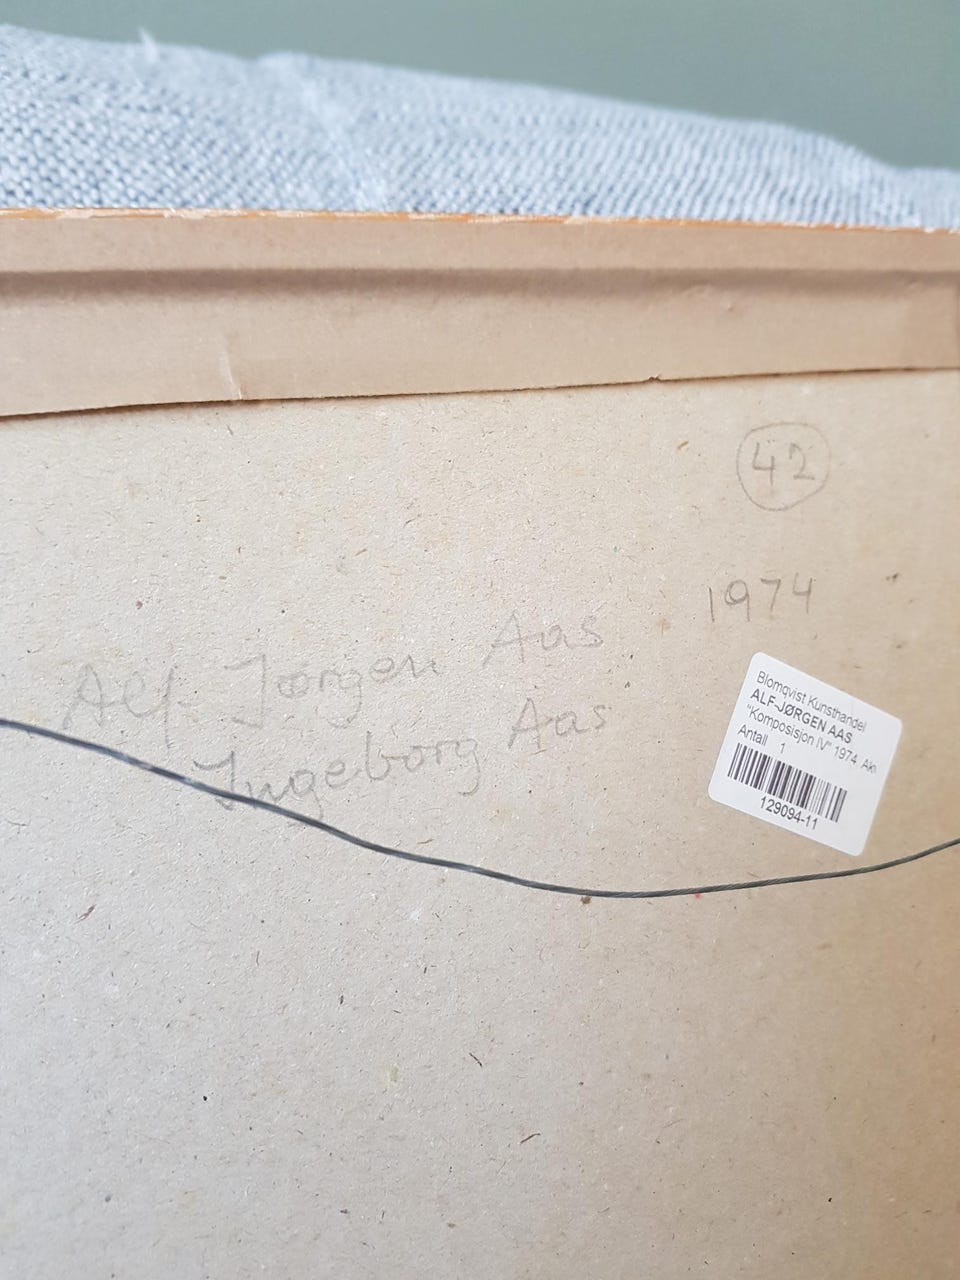 42
1974
Alf-Jørgen Aas
Ingeborg Aas
Blomqvist Kunsthandel
ALF-JØRGEN AAS
"Komposisjon IV" 1974
Antall 1
129094-11